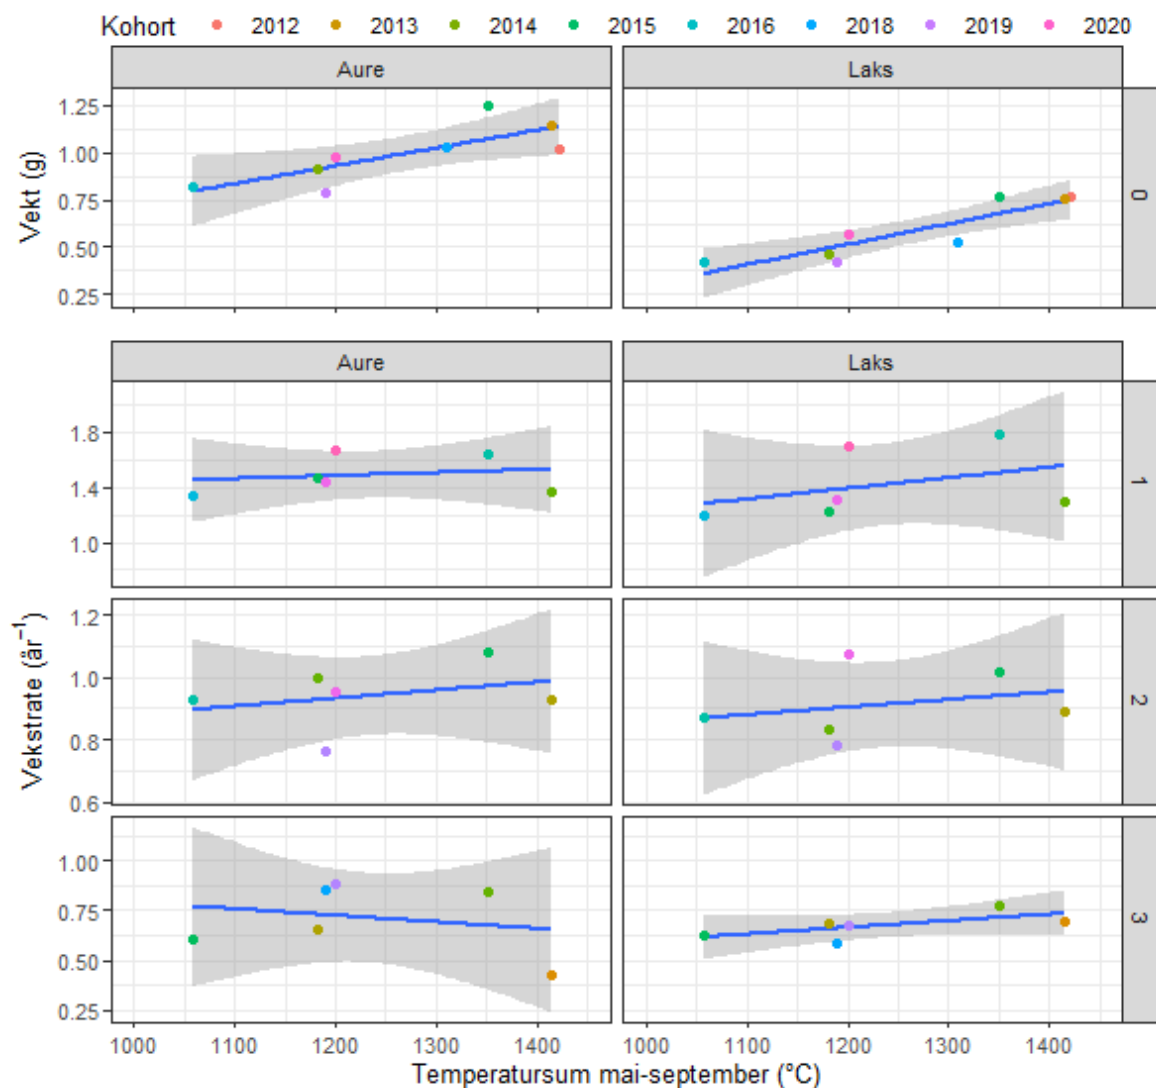 Kohort 2012 2013 2014 2015 2016 2018 2019 2020
Aure Laks
1.25
1.00
0.75
0.50
0.25
Vekt (g)
0
Aure Laks
1.8
1.4
1.0
1
1.2
1.0
0.8
0.6
Vekstrate (år⁻¹)
2
1.00
0.75
0.50
0.25
3
1000 1100 1200 1300 1400 1000 1100 1200 1300 1400
Temperatursum mai-september (°C)